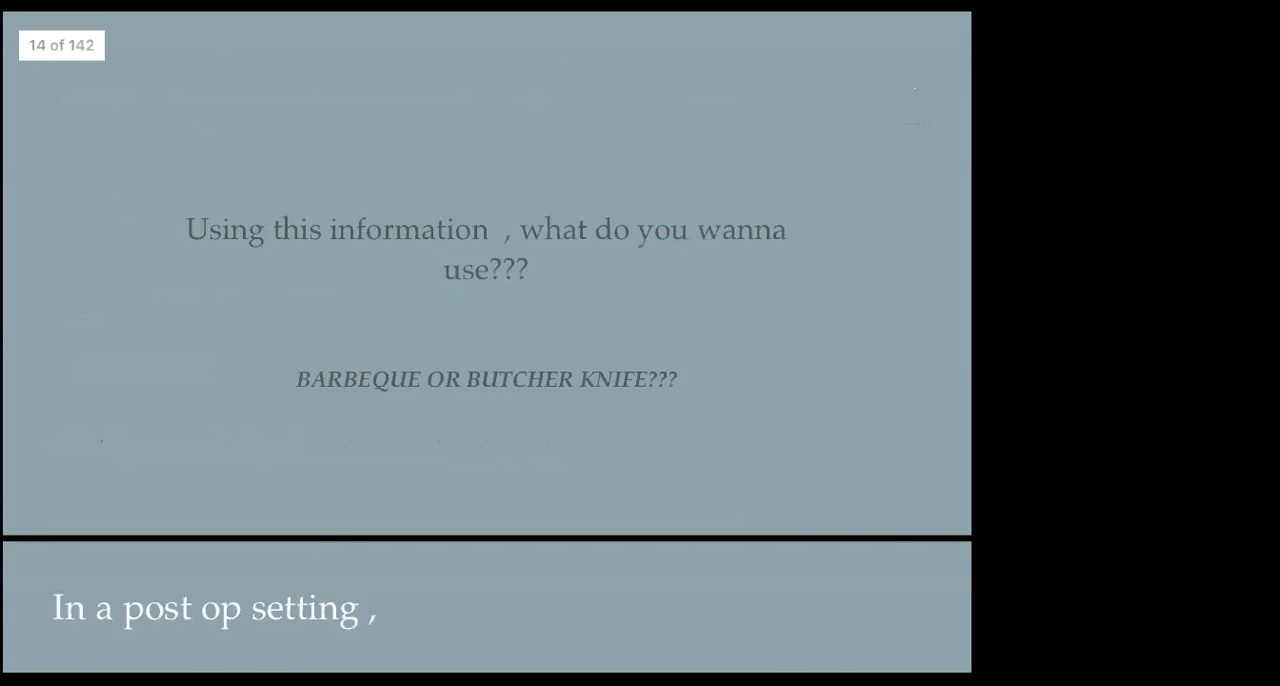 14 of 142
Using this information , what do you wanna
use???
BARBEQUE OR BUTCHER KNIFE???
In a post op setting ,